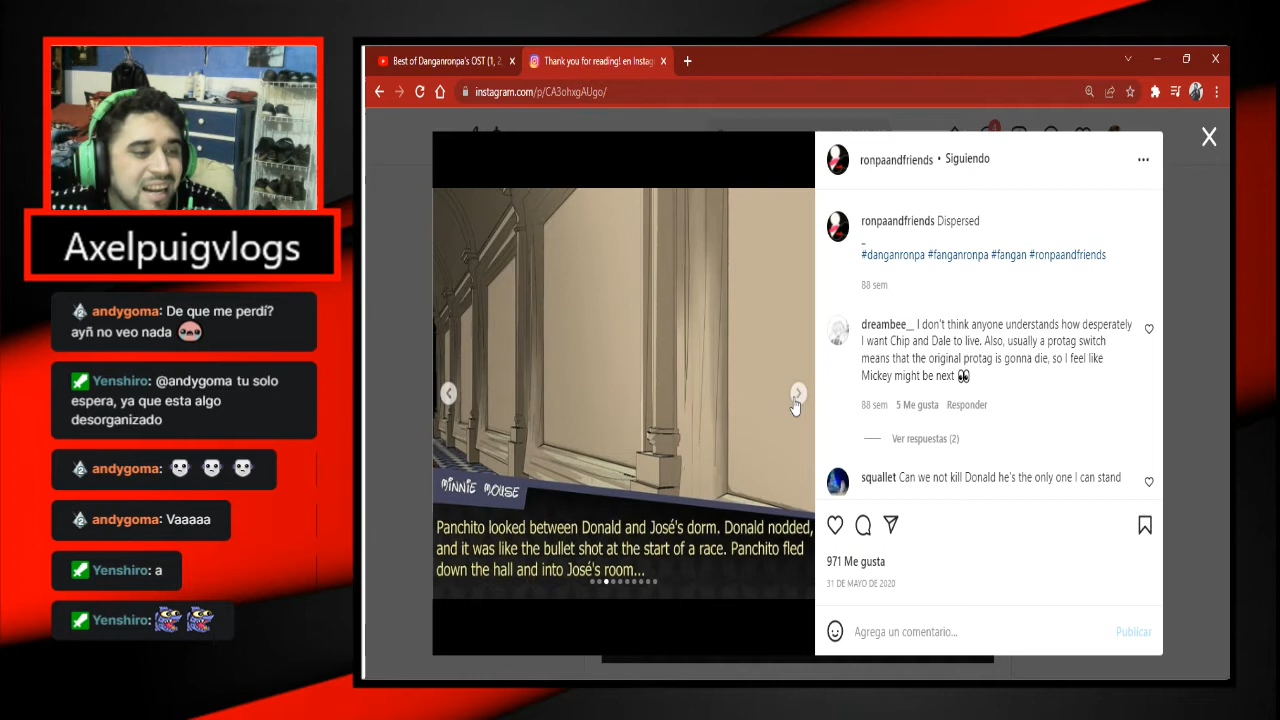 Axelpuigvlogs
andygoma: De que me perdí?
ayñ no veo nada
Yenshiro: @andygoma tu solo
espera, ya que esta algo
desorganizado
andygoma:
andygoma: Vaaaaa
Yenshiro: a
Yenshiro:
Best of Danganronpa's OST (1, 2,
Thank you for reading! en Instag
instagram.com/p/CA3ohxgAUgo/
MINNIE MOUSE
Panchito looked between Donald and José's dorm. Donald nodded,
and it was like the bullet shot at the start of a race. Panchito fled
down the hall and into José's room...
ronpaandfriends • Siguiendo
ronpaandfriends Dispersed
_
#danganronpa #fanganronpa #fangan #ronpaandfriends
88 sem
dreambee__ I don't think anyone understands how desperately
I want Chip and Dale to live. Also, usually a protag switch
means that the original protag is gonna die, so I feel like
Mickey might be next 👀
88 sem 5 Me gusta Responder
Ver respuestas (2)
squallet Can we not kill Donald he's the only one I can stand
971 Me gusta
31 DE MAYO DE 2020
Agrega un comentario... Publicar